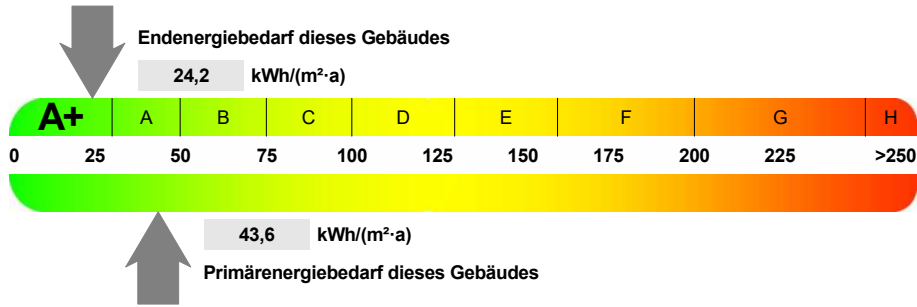 Endenergiebedarf dieses Gebäudes
24,2 kWh/(m²·a)
A+ A B C D E F G H
0 25 50 75 100 125 150 175 200 225 >250
43,6 kWh/(m²·a)
Primärenergiebedarf dieses Gebäudes